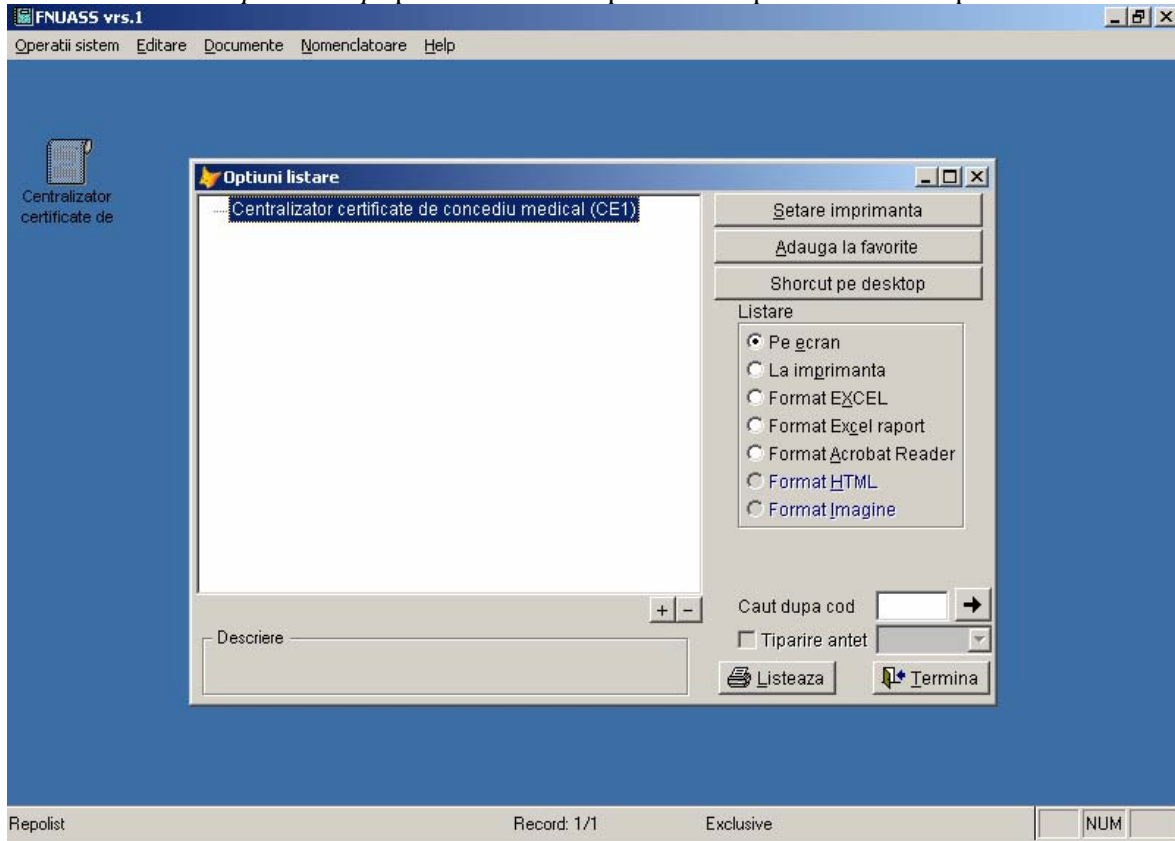 FNUASS vrs.1
Operatii sistem Editare Documente Nomenclatoare Help
Centralizator
certificate de
Optiuni listare
Centralizator certificate de concediu medical (CE1)
Setare imprimanta
Adauga la favorite
Shorcut pe desktop
Listare
Pe ecran
La imprimanta
Format EXCEL
Format Excel raport
Format Acrobat Reader
Format HTML
Format Imagine
+ -
Caut dupa cod
Tiparire antet
Descriere
Listeaza Termina
Repolist Record: 1/1 Exclusive NUM